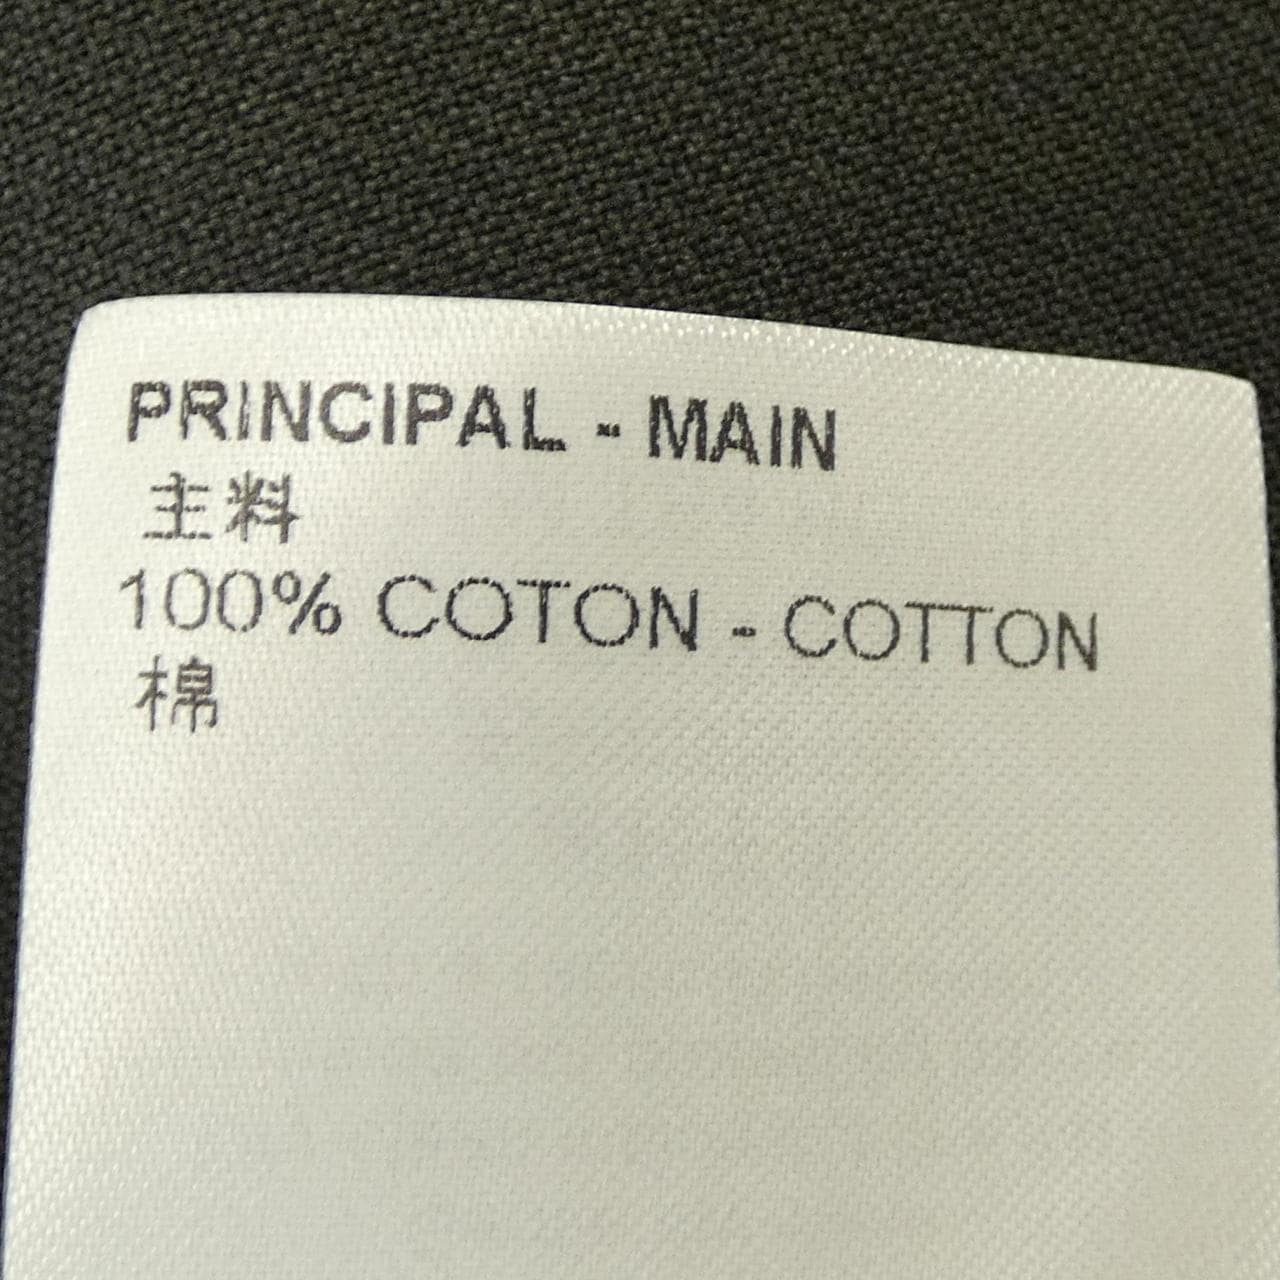 PRINCIPAL - MAIN
主料
100% COTON - COTTON
棉